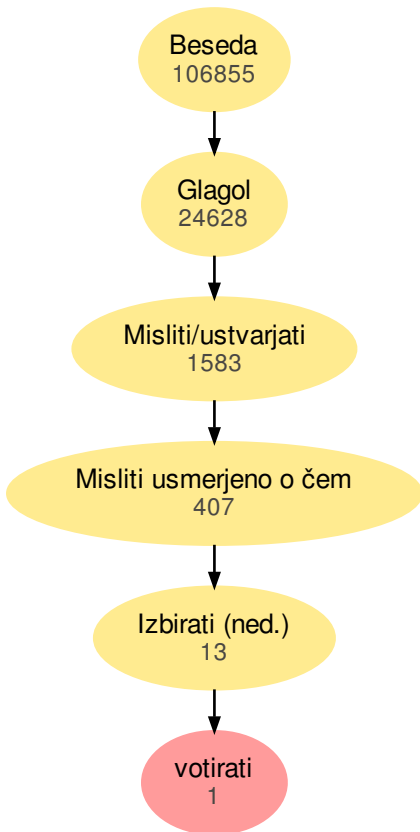 Beseda
106855
Glagol
24628
Misliti/ustvarjati
1583
Misliti usmerjeno o čem
407
Izbirati (ned.)
13
votirati
1